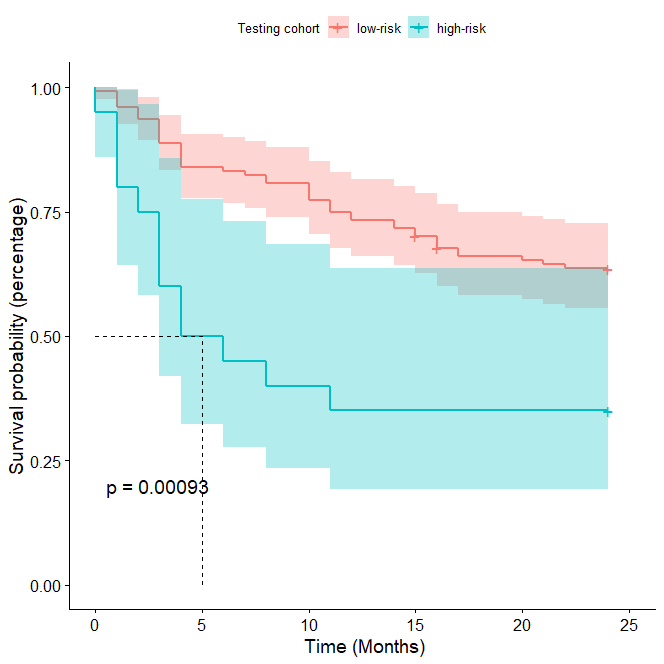 Testing cohort low-risk high-risk
Survival probability (percentage)
1.00
0.75
0.50
0.25
0.00
p = 0.00093
0 5 10 15 20 25
Time (Months)